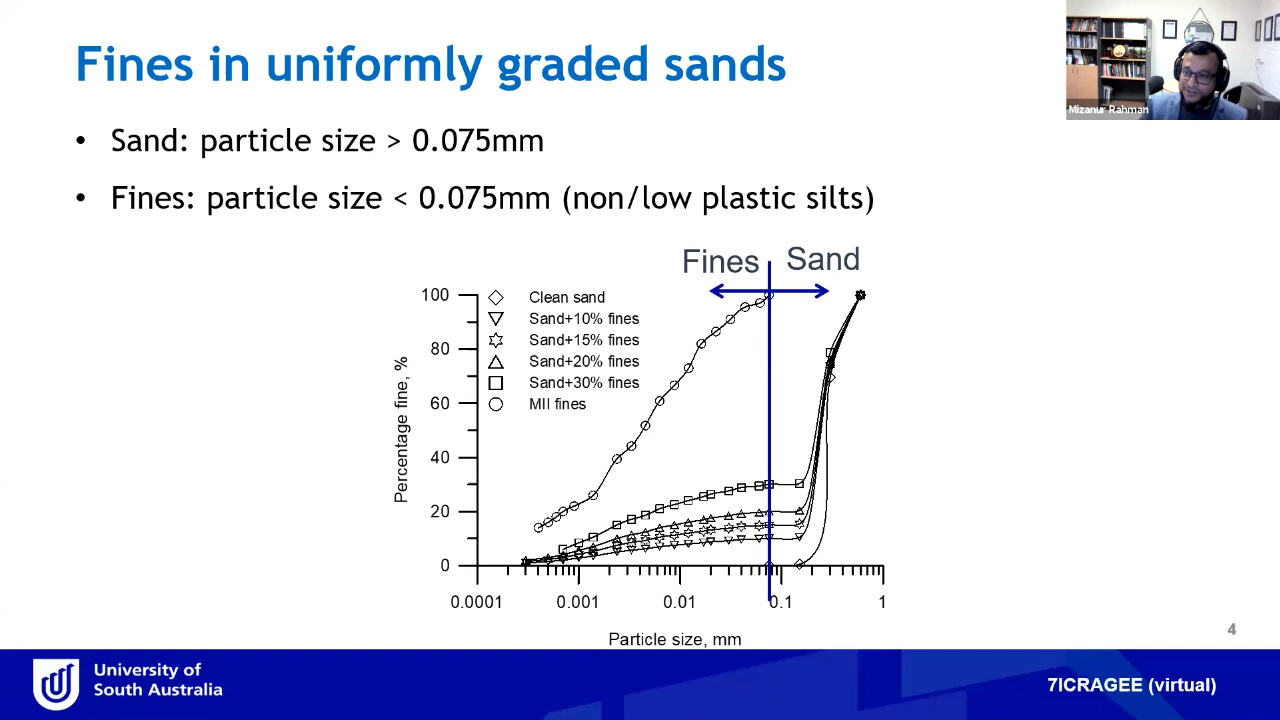 Fines in uniformly graded sands
Mizanur Rahman
• Sand: particle size > 0.075mm
• Fines: particle size < 0.075mm (non/low plastic silts)
Fines
Sand
Clean sand
Sand+10% fines
Sand+15% fines
Sand+20% fines
Sand+30% fines
MII fines
100
80
60
40
20
0
Percentage fine, %
0.0001
0.001
0.01
0.1
1
Particle size, mm
4
University of
South Australia
7ICRAGEE (virtual)